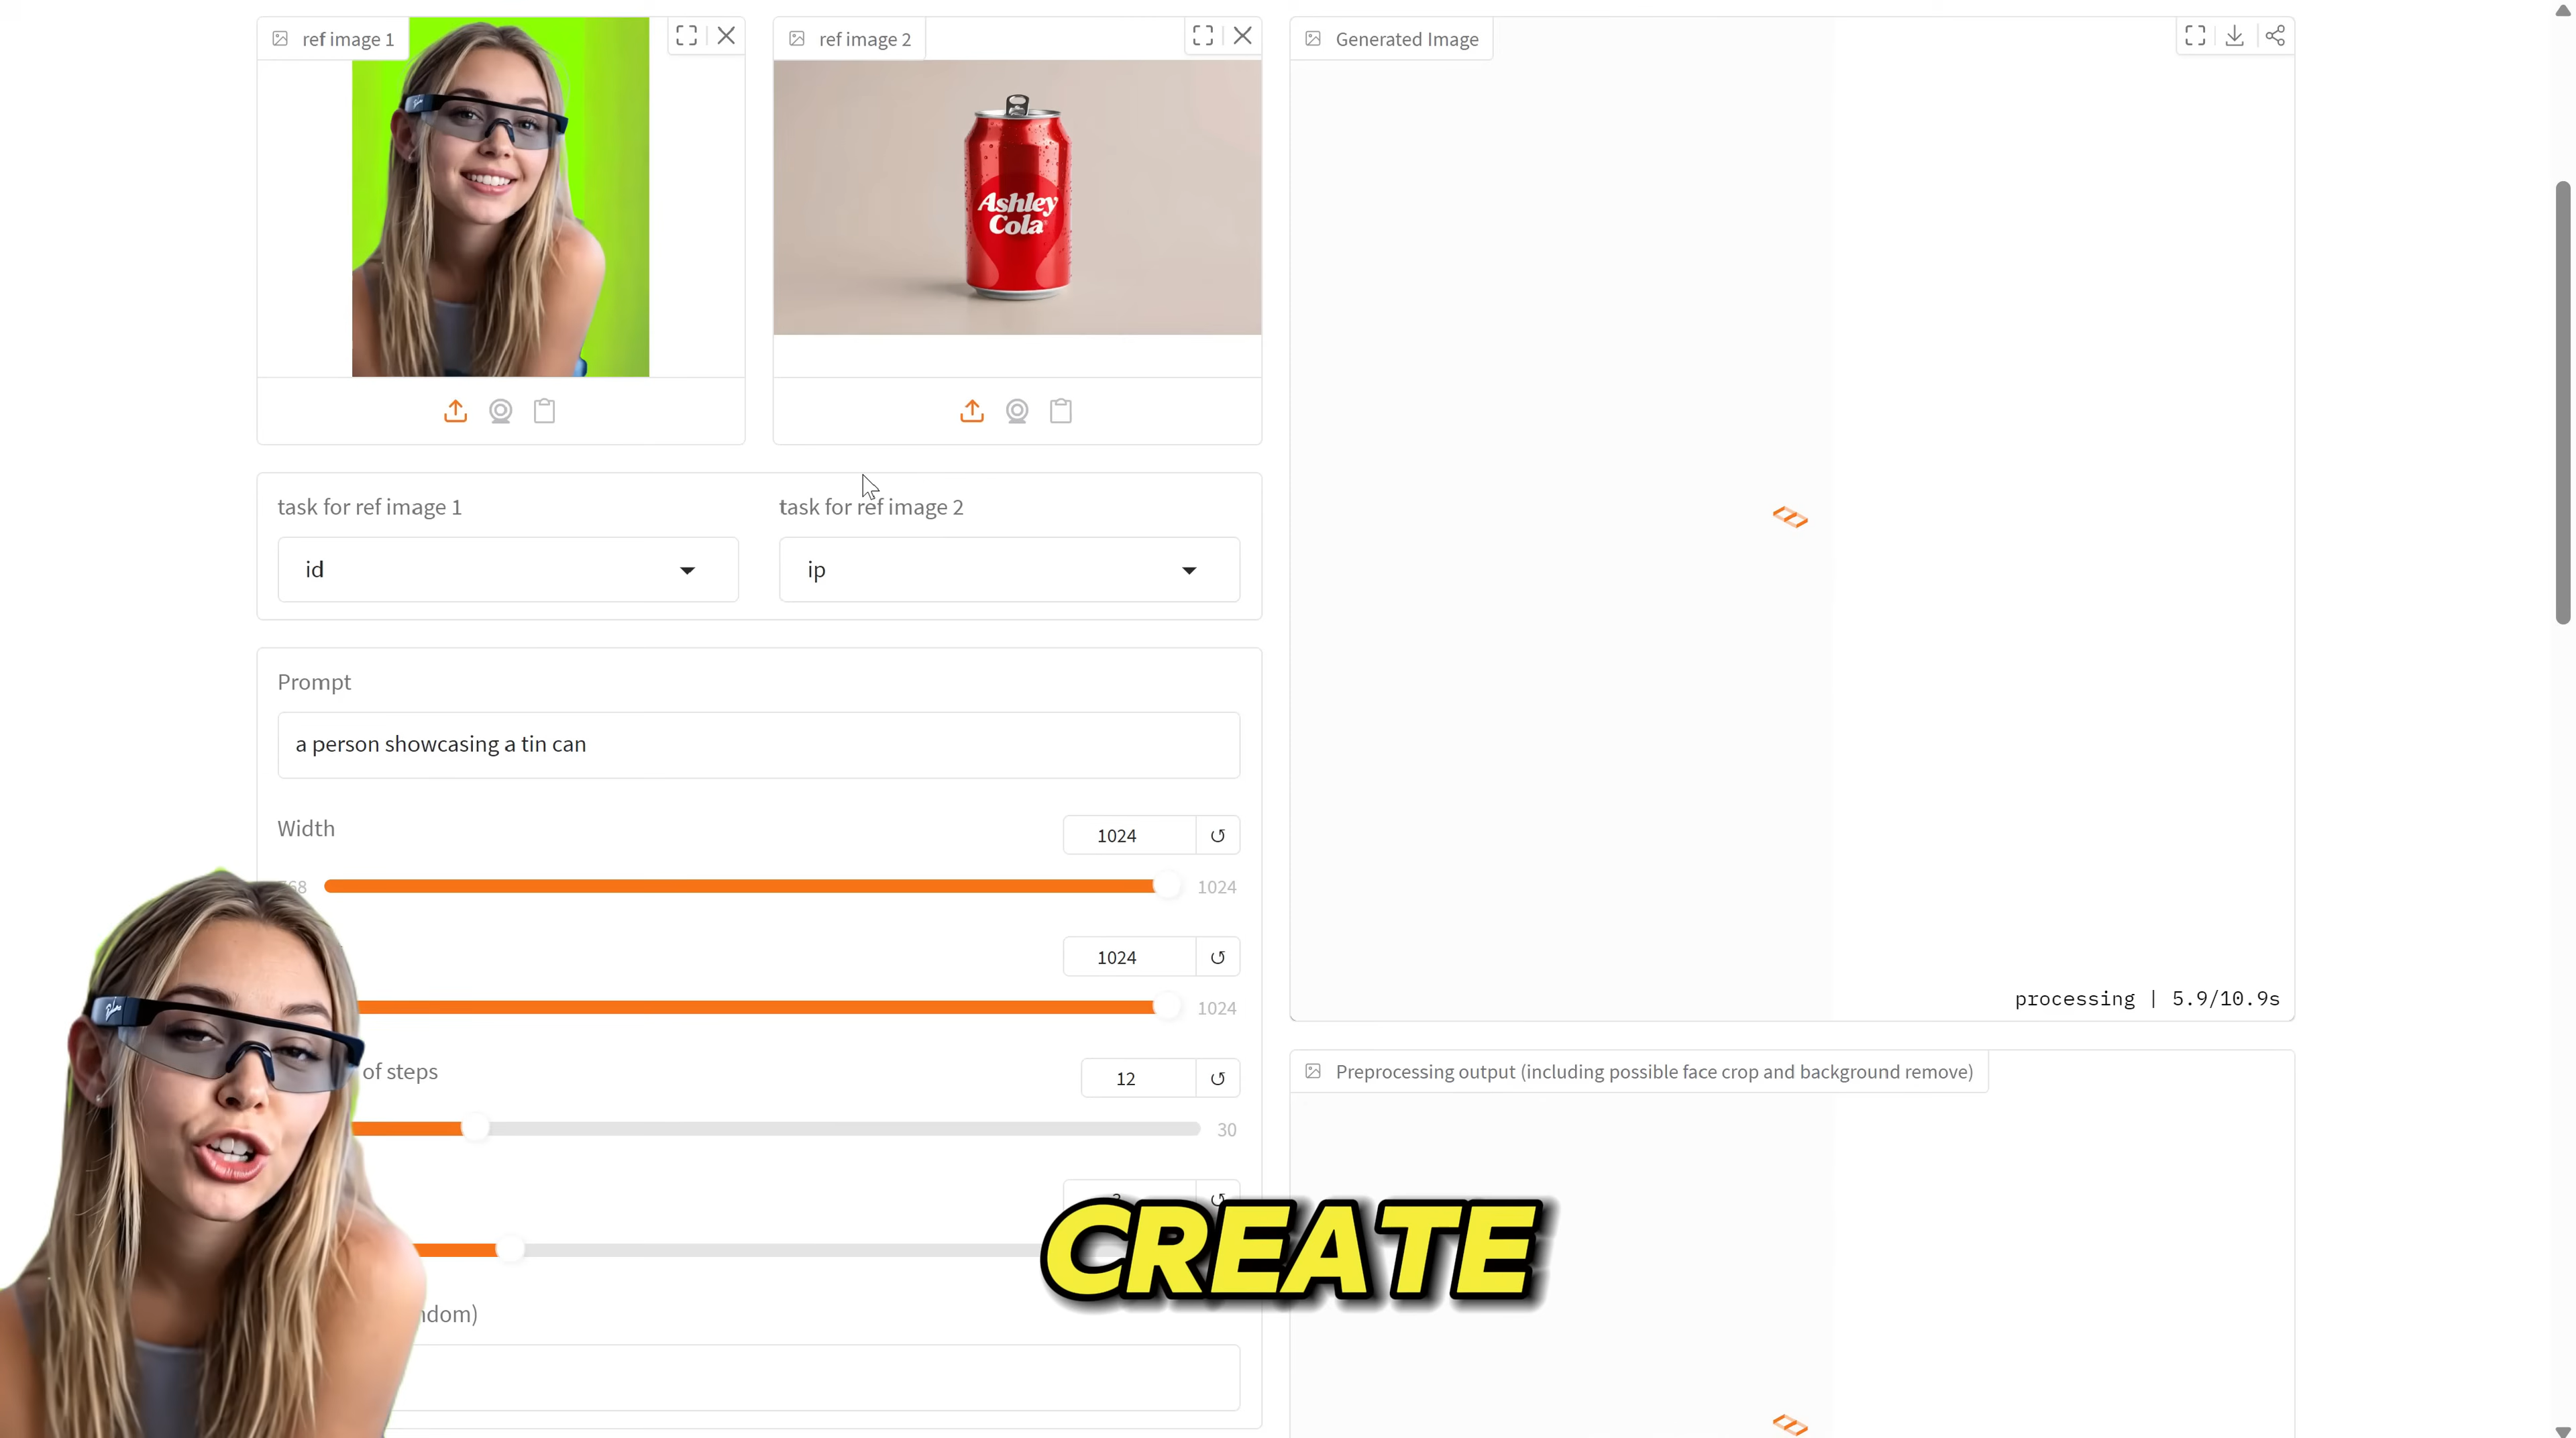 ref image 1
ref image 2
Generated Image
Ashley
Cola
task for ref image 1
task for ref image 2
id
ip
Prompt
a person showcasing a tin can
Width
1024
68
1024
1024
1024
of steps
12
30
CREATE
ndom)
processing | 5.9/10.9s
Preprocessing output (including possible face crop and background remove)